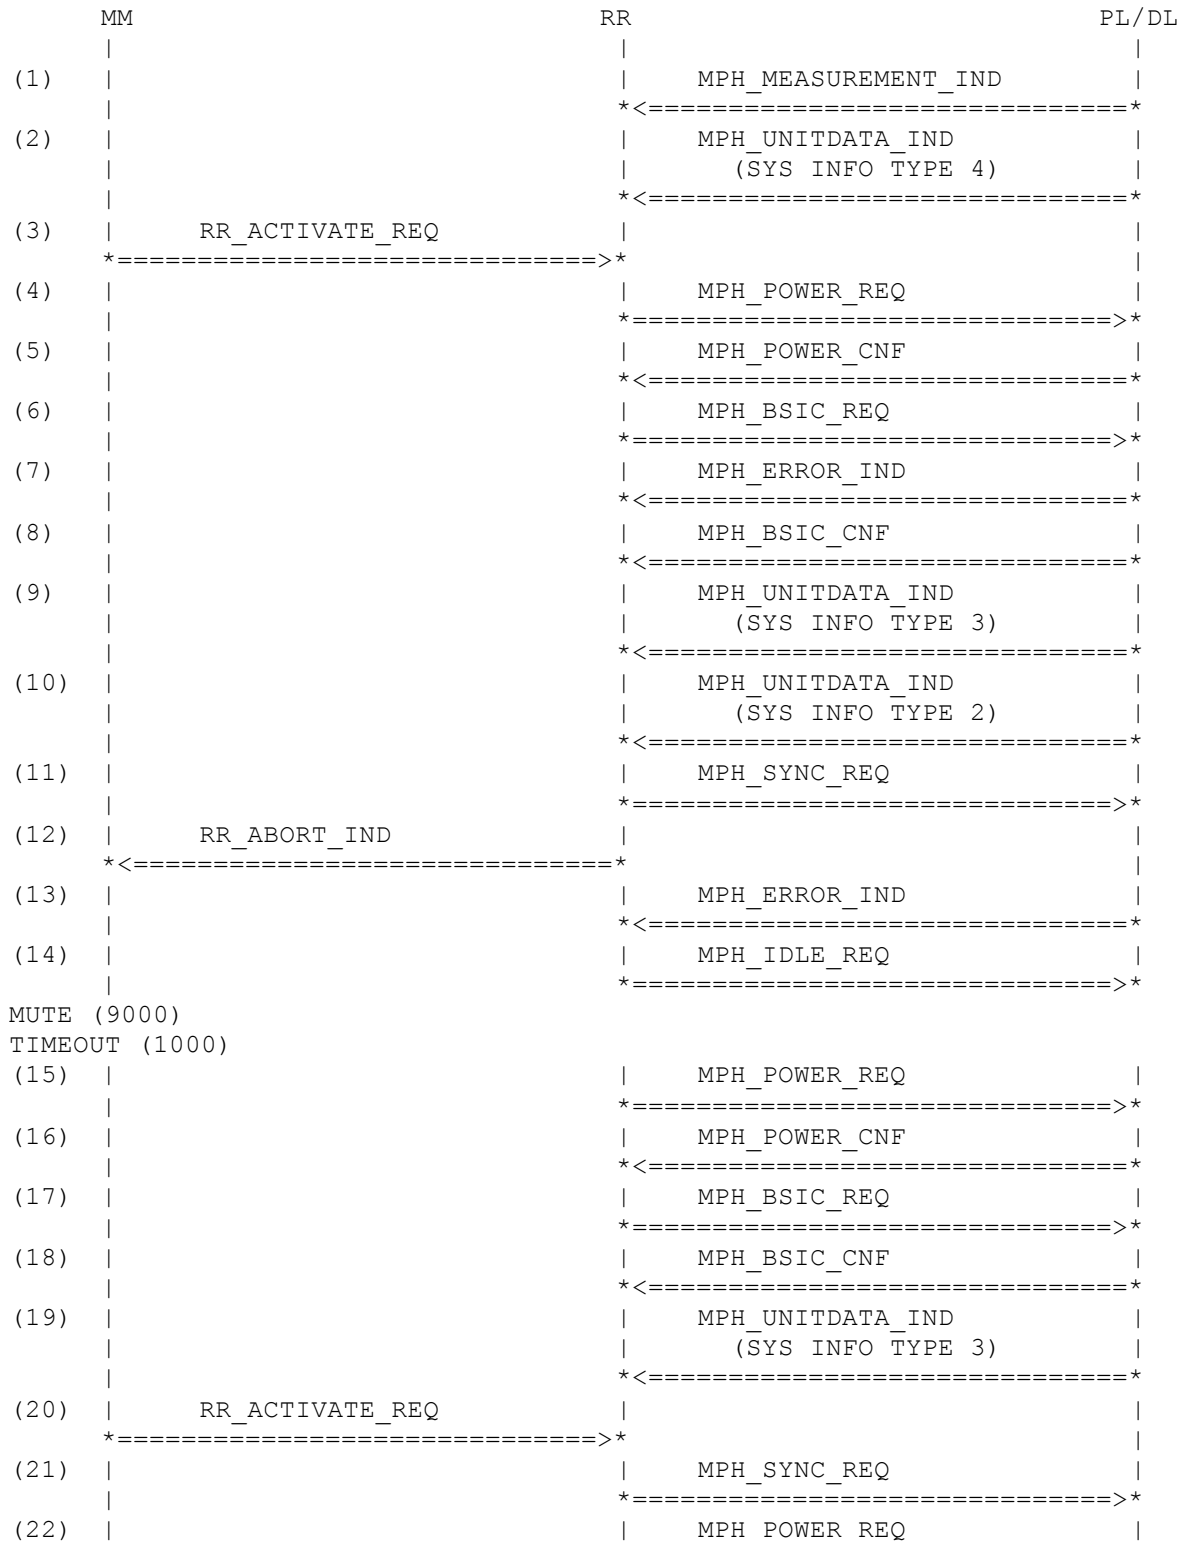 MM RR PL/DL
| | |
(1) | | MPH_MEASUREMENT_IND |
| *<==============================*
(2) | | MPH_UNITDATA_IND |
| | (SYS INFO TYPE 4) |
| *<==============================*
(3) | RR_ACTIVATE_REQ | |
*==============================>* |
(4) | | MPH_POWER_REQ |
| *==============================>*
(5) | | MPH_POWER_CNF |
| *<==============================*
(6) | | MPH_BSIC_REQ |
| *==============================>*
(7) | | MPH_ERROR_IND |
| *<==============================*
(8) | | MPH_BSIC_CNF |
| *<==============================*
(9) | | MPH_UNITDATA_IND |
| | (SYS INFO TYPE 3) |
| *<==============================*
(10) | | MPH_UNITDATA_IND |
| | (SYS INFO TYPE 2) |
| *<==============================*
(11) | | MPH_SYNC_REQ |
| *==============================>*
(12) | RR_ABORT_IND | |
*<==============================* |
(13) | | MPH_ERROR_IND |
| *<==============================*
(14) | | MPH_IDLE_REQ |
| *==============================>*
MUTE (9000)
TIMEOUT (1000)
(15) | | MPH_POWER_REQ |
| *==============================>*
(16) | | MPH_POWER_CNF |
| *<==============================*
(17) | | MPH_BSIC_REQ |
| *==============================>*
(18) | | MPH_BSIC_CNF |
| *<==============================*
(19) | | MPH_UNITDATA_IND |
| | (SYS INFO TYPE 3) |
| *<==============================*
(20) | RR_ACTIVATE_REQ | |
*==============================>* |
(21) | | MPH_SYNC_REQ |
| *==============================>*
(22) | | MPH POWER REQ |